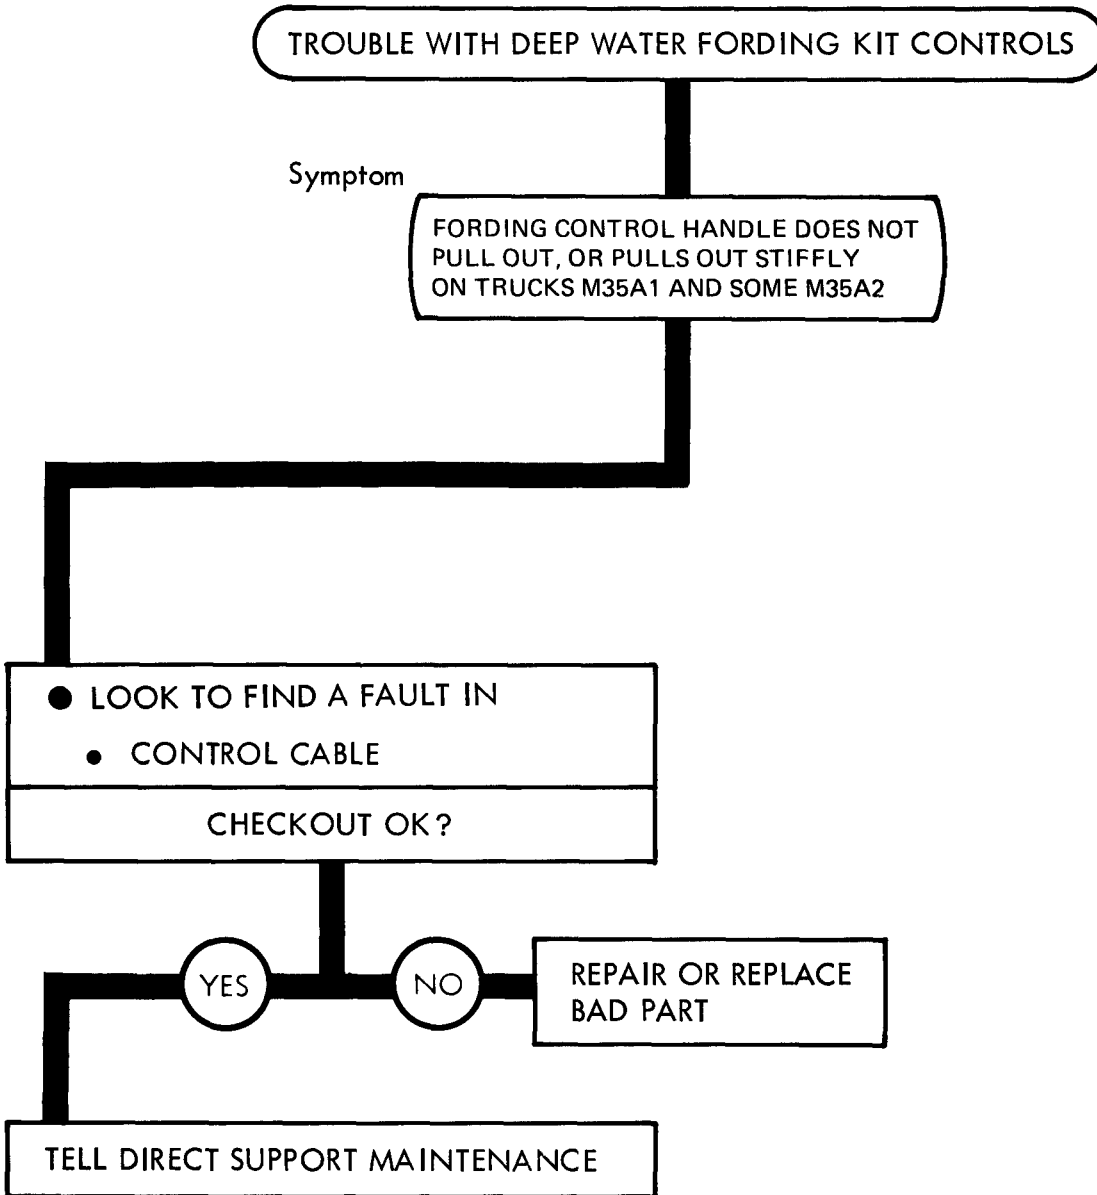 TROUBLE WITH DEEP WATER FORDING KIT CONTROLS
Symptom
FORDING CONTROL HANDLE DOES NOT
PULL OUT, OR PULLS OUT STIFFLY
ON TRUCKS M35A1 AND SOME M35A2
● LOOK TO FIND A FAULT IN
• CONTROL CABLE
CHECKOUT OK?
YES
NO
REPAIR OR REPLACE
BAD PART
TELL DIRECT SUPPORT MAINTENANCE